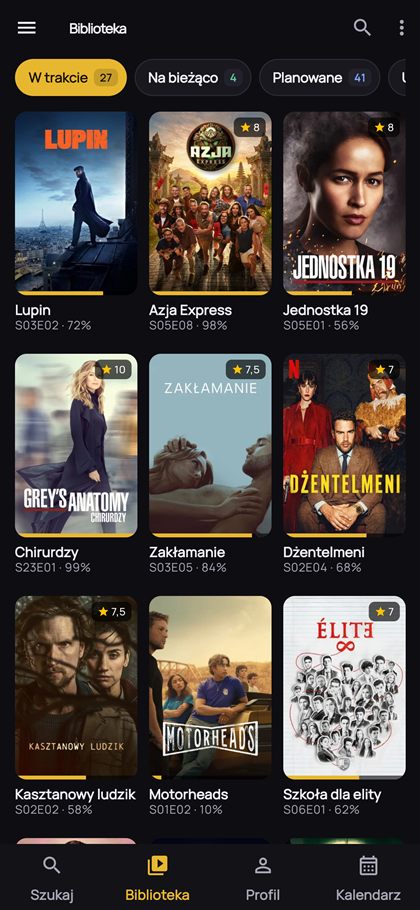 Biblioteka
W trakcie 27
Na bieżąco 4
Planowane 41
U
LUPIN
AZJA
EXPRESS
8
8
JEDNOSTKA 19
Lupin
S03E02 · 72%
Azja Express
S05E08 · 98%
Jednostka 19
S05E01 · 56%
10
GREY'S ANATOMY
CHIRURDZY
7,5
ZAKŁAMANIE
N
7
DŻENTELMENI
Chirurdzy
S23E01 · 99%
Zakłamanie
S03E05 · 84%
Dżentelmeni
S02E04 · 68%
7,5
KASZTANOWY LUDZIK
MOTORHEADS
7
ÉLITE
Kasztanowy ludzik
S02E02 · 58%
Motorheads
S01E02 · 10%
Szkoła dla elity
S06E01 · 62%
Szukaj
Biblioteka
Profil
Kalendarz